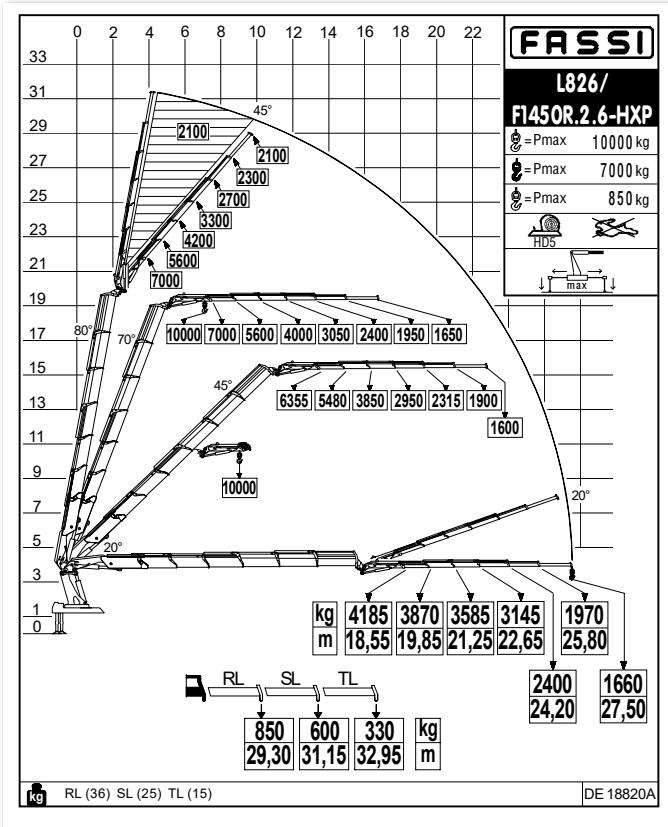 0 2 4 6 8 10 12 14 16 18 20 22
33
31
29
27
25
23
21
19
17
15
13
11
9
7
5
3
1
0
FASSI
L826/
F1450R.2.6-HXP
=Pmax 10000 kg
=Pmax 7000 kg
=Pmax 850 kg
HD5
max
45°
2100
2100
2300
2700
3300
4200
5600
7000
80°
70°
10000 7000 5600 4000 3050 2400 1950 1650
45°
6355 5480 3850 2950 2315 1900
1600
10000
20°
20°
kg 4185 3870 3585 3145 1970
m 18,55 19,85 21,25 22,65 25,80
2400 1660
24,20 27,50
RL SL TL
850 600 330 kg
29,30 31,15 32,95 m
kg RL (36) SL (25) TL (15)
DE 18820A